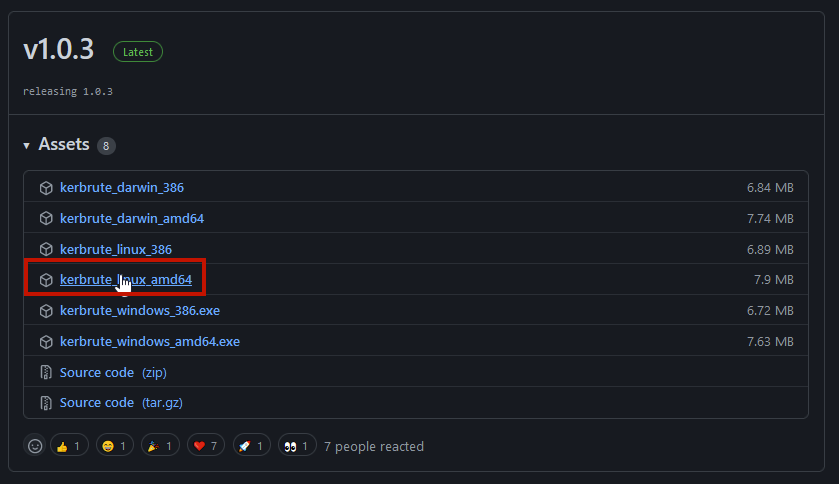 v1.0.3 Latest
releasing 1.0.3
Assets 8
kerbrute_darwin_386 6.84 MB
kerbrute_darwin_amd64 7.74 MB
kerbrute_linux_386 6.89 MB
kerbrute_linux_amd64 7.9 MB
kerbrute_windows_386.exe 6.72 MB
kerbrute_windows_amd64.exe 7.63 MB
Source code (zip)
Source code (tar.gz)
1 1 1 7 1 1 7 people reacted